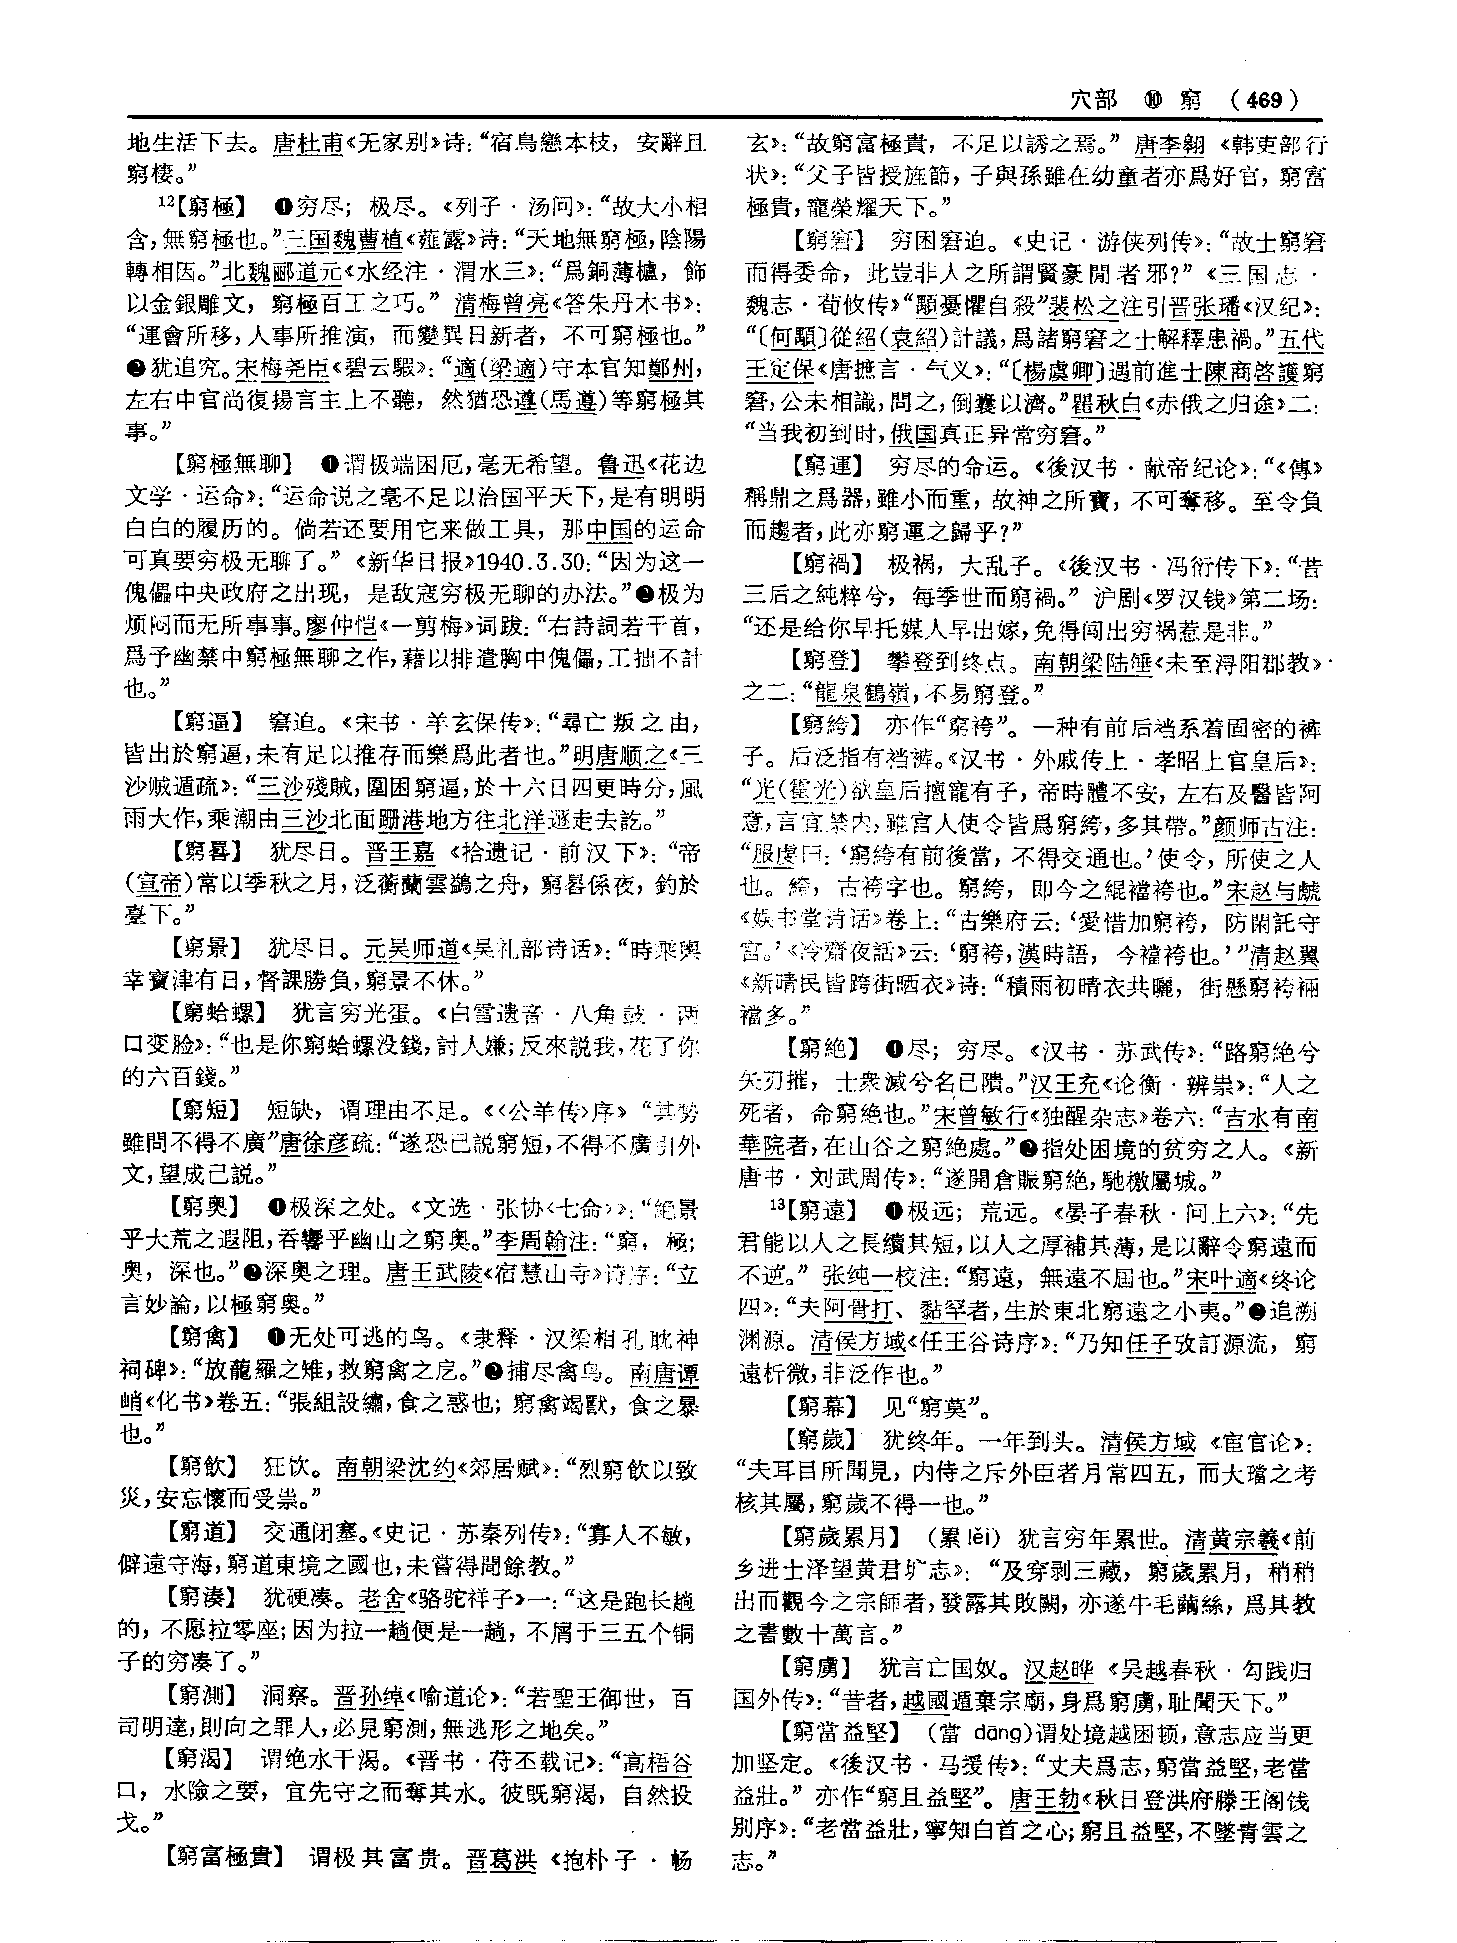 穴部　⑩　窮　（469）
地生活下去。唐杜甫《无家别》诗：“宿鳥戀本枝，安辭且
窮棲。”
12【窮極】　❶穷尽；极尽。《列子·汤问》：“故大小相
含，無窮極也。”三国魏曹植《薤露》诗：“天地無窮極，陰陽
轉相因。”北魏郦道元《水经注·渭水三》：“爲銅薄櫨，飾
以金銀雕文，窮極百工之巧。”清梅曾亮《答朱丹木书》：
“運會所移，人事所推演，而變異日新者，不可窮極也。”
❷犹追究。宋梅尧臣《碧云騢》：“適（梁適）守本官知鄭州，
左右中官尚復揚言主上不聽，然猶恐遵（馬遵）等窮極其
事。”
【窮極無聊】　❶谓极端困厄，毫无希望。鲁迅《花边
文学·运命》：“运命说之毫不足以治国平天下，是有明明
白白的履历的。倘若还要用它来做工具，那中国的运命
可真要穷极无聊了。”《新华日报》1940.3.30：“因为这一
傀儡中央政府之出现，是敌寇穷极无聊的办法。”❷极为
烦闷而无所事事。廖仲恺《一剪梅》词跋：“右詩詞若干首，
爲予幽禁中窮極無聊之作，藉以排遣胸中傀儡，工拙不計
也。”
【窮逼】　窘迫。《宋书·羊玄保传》：“尋亡叛之由，
皆出於窮逼，未有足以推存而樂爲此者也。”明唐顺之《三
沙贼遁疏》：“三沙殘賊，圍困窮逼，於十六日四更時分，風
雨大作，乘潮由三沙北面跚港地方往北洋遯走去訖。”
【窮晷】　犹尽日。晋王嘉《拾遗记·前汉下》：“帝
（宣帝）常以季秋之月，泛蘅蘭雲鷁之舟，窮晷係夜，釣於
臺下。”
【窮景】　犹尽日。元吴师道《吴礼部诗话》：“時乘輿
幸寶津有日，督課勝負，窮景不休。”
【窮蛤螺】　犹言穷光蛋。《白雪遗音·八角鼓·两
口变脸》：“也是你窮蛤螺没錢，討人嫌；反來説我，花了你
的六百錢。”
【窮短】　短缺，谓理由不足。《〈公羊传〉序》“其勢
雖問不得不廣”唐徐彦疏：“遂恐己説窮短，不得不廣引外
文，望成己説。”
【窮奥】　❶极深之处。《文选·张协〈七命〉》：“絶景
乎大荒之遐阻，吞響乎幽山之窮奥。”李周翰注：“窮，極；
奥，深也。”❷深奥之理。唐王武陵《宿慧山寺》诗序：“立
言妙論，以極窮奥。”
【窮禽】　❶无处可逃的鸟。《隶释·汉梁相孔耽神
祠碑》：“放蘢羅之雉，救窮禽之戹。”❷捕尽禽鸟。南唐谭
峭《化书》卷五：“張組設繡，食之惑也；窮禽竭獸，食之暴
也。”
【窮飲】　狂饮。南朝梁沈约《郊居赋》：“烈窮飲以致
災，安忘懷而受祟。”
【窮道】　交通闭塞。《史记·苏秦列传》：“寡人不敏，
僻遠守海，窮道東境之國也，未嘗得聞餘教。”
【窮湊】　犹硬凑。老舍《骆驼祥子》一：“这是跑长趟
的，不愿拉零座；因为拉一趟便是一趟，不屑于三五个铜
子的穷凑了。”
【窮測】　洞察。晋孙绰《喻道论》：“若聖王御世，百
司明達，則向之罪人，必見窮測，無逃形之地矣。”
【窮渴】　谓绝水干渴。《晋书·苻丕载记》：“高梧谷
口，水險之要，宜先守之而奪其水。彼既窮渴，自然投
戈。”
【窮富極貴】　谓极其富贵。晋葛洪《抱朴子·畅
玄》：“故窮富極貴，不足以誘之焉。”唐李翱《韩吏部行
状》：“父子皆授旌節，子與孫雖在幼童者亦爲好官，窮富
極貴，寵榮耀天下。”
【窮窘】　穷困窘迫。《史记·游侠列传》：“故士窮窘
而得委命，此豈非人之所謂賢豪閒者邪？”《三国志·
魏志·荀攸传》“顒憂懼自殺”裴松之注引晋张璠《汉纪》：
“〔何顒〕從紹（袁紹）計議，爲諸窮窘之士解釋患禍。”五代
王定保《唐摭言·气义》：“〔楊虞卿〕遇前進士陳商啓護窮
窘，公未相識，問之，倒囊以濟。”瞿秋白《赤俄之归途》二：
“当我初到时，俄国真正异常穷窘。”
【窮運】　穷尽的命运。《後汉书·献帝纪论》：“《傳》
稱鼎之爲器，雖小而重，故神之所寶，不可奪移。至令負
而趨者，此亦窮運之歸乎？”
【窮禍】　极祸，大乱子。《後汉书·冯衍传下》：“昔
三后之純粹兮，每季世而窮禍。”沪剧《罗汉钱》第二场：
“还是给你早托媒人早出嫁，免得闯出穷祸惹是非。”
【窮登】　攀登到终点。南朝梁陆倕《未至浔阳郡教》
之二：“龍泉鶴嶺，不易窮登。”
【窮絝】　亦作“窮袴”。一种有前后裆系着固密的裤
子。后泛指有裆裤。《汉书·外戚传上·孝昭上官皇后》：
“光（霍光）欲皇后擅寵有子，帝時體不安，左右及醫皆阿
意，言宜禁内，雖宫人使令皆爲窮絝，多其帶。”颜师古注：
“服虔曰：‘窮絝有前後當，不得交通也。’使令，所使之人
也。絝，古袴字也。窮絝，即今之緄襠袴也。”宋赵与虤
《娱书堂诗话》卷上：“古樂府云：‘愛惜加窮袴，防閑託守
宫。’《冷齋夜話》云：‘窮袴，漢時語，今襠袴也。’”清赵翼
《新晴民皆跨街晒衣》诗：“積雨初晴衣共曬，街懸窮袴裲
襠多。”
【窮絶】　❶尽；穷尽。《汉书·苏武传》：“路窮絶兮
矢刃摧，士衆滅兮名已隤。”汉王充《论衡·辨祟》：“人之
死者，命窮絶也。”宋曾敏行《独醒杂志》卷六：“吉水有南
華院者，在山谷之窮絶處。”❷指处困境的贫穷之人。《新
唐书·刘武周传》：“遂開倉賑窮絶，馳檄屬城。”
13【窮遠】　❶极远；荒远。《晏子春秋·问上六》：“先
君能以人之長續其短，以人之厚補其薄，是以辭令窮遠而
不逆。”张纯一校注：“窮遠，無遠不屆也。”宋叶適《终论
四》：“夫阿骨打、黏罕者，生於東北窮遠之小夷。”❷追溯
渊源。清侯方域《任王谷诗序》：“乃知任子攷訂源流，窮
遠析微，非泛作也。”
【窮幕】　见“窮莫”。
【窮歲】　犹终年。一年到头。清侯方域《宦官论》：
“夫耳目所聞見，内侍之斥外臣者月常四五，而大璫之考
核其屬，窮歲不得一也。”
【窮歲累月】　（累 lěi）犹言穷年累世。清黄宗羲《前
乡进士泽望黄君圹志》：“及穿剥三藏，窮歲累月，稍稍
出而觀今之宗師者，發露其敗闕，亦遂牛毛繭絲，爲其教
之書數十萬言。”
【窮虜】　犹言亡国奴。汉赵晔《吴越春秋·勾践归
国外传》：“昔者，越國遁棄宗廟，身爲窮虜，耻聞天下。”
【窮當益堅】　（當 dāng）谓处境越困顿，意志应当更
加坚定。《後汉书·马援传》：“丈夫爲志，窮當益堅，老當
益壯。”亦作“窮且益堅”。唐王勃《秋日登洪府滕王阁饯
别序》：“老當益壯，寧知白首之心；窮且益堅，不墜青雲之
志。”